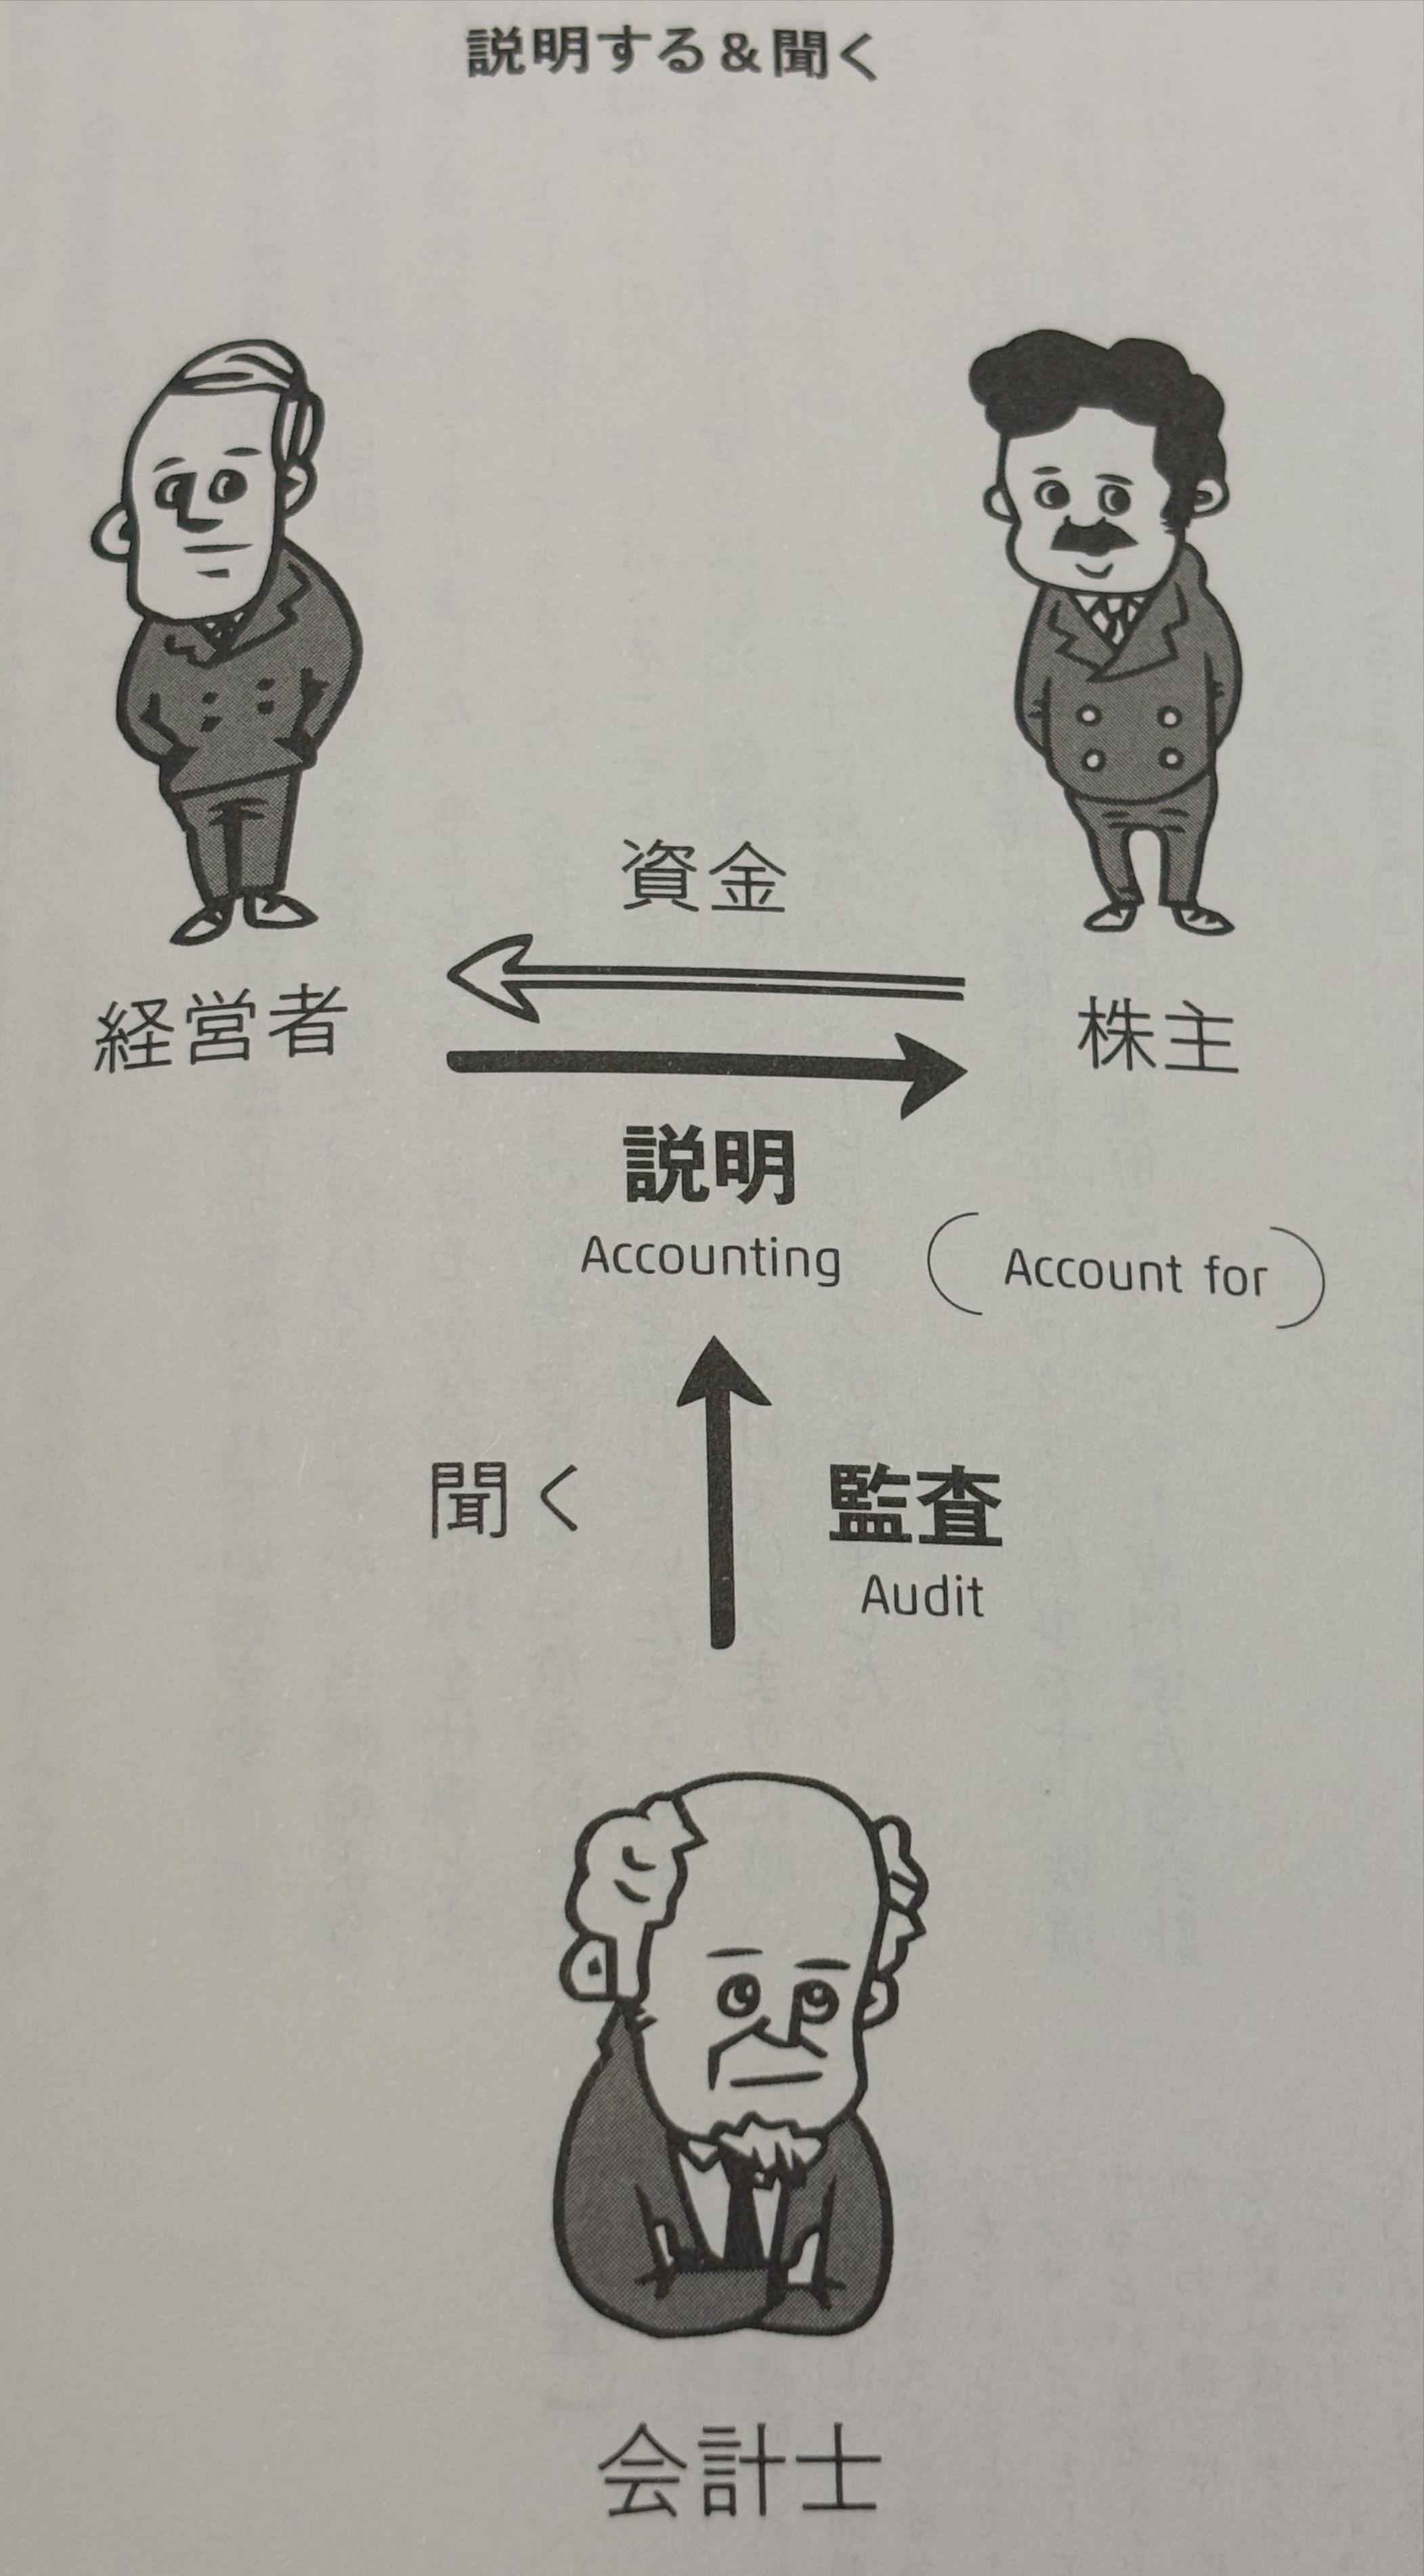 説明する&聞く
資金
経営者
株主
説明
Accounting
(Account for)
聞く
監査
Audit
会計士